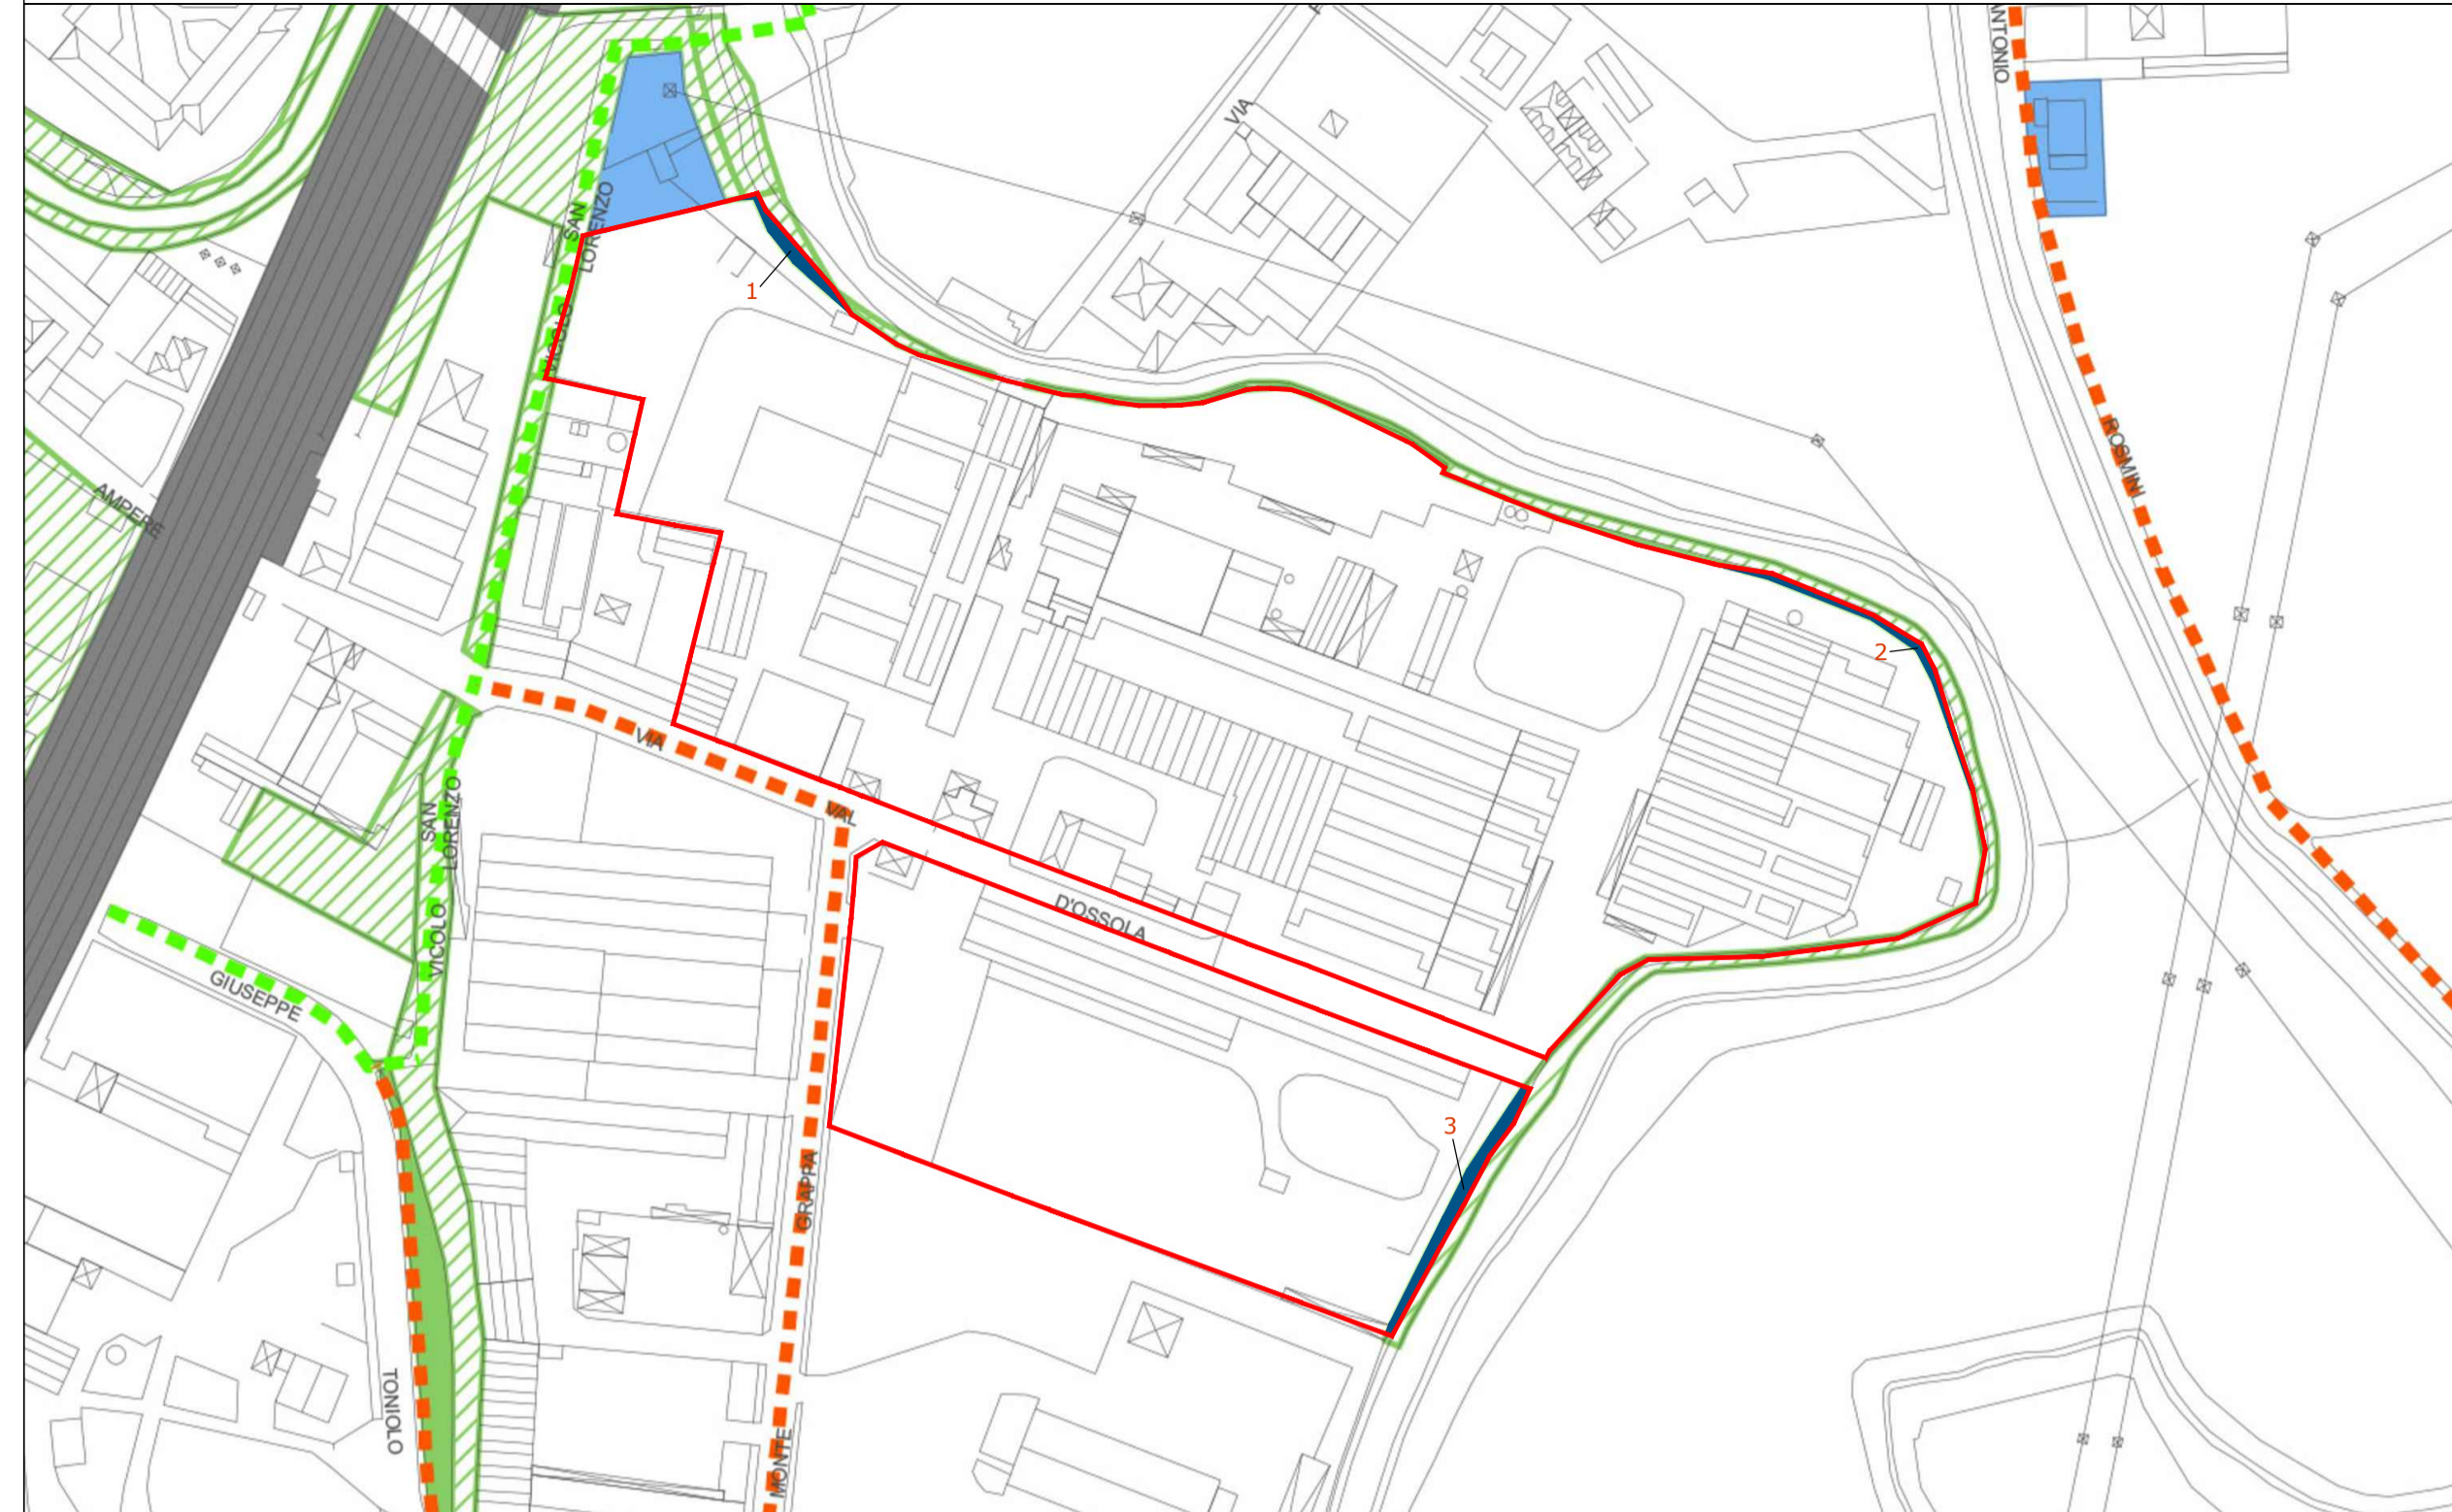 ANTONIO
VIA
SAN
LORENZO
VICOLO
1
ROSMINI
AMPERE
2
VIA
VAL
D'OSSOLA
SAN
LORENZO
VICOLO
GIUSEPPE
3
GRAPPA
TONIOLO
MONTE